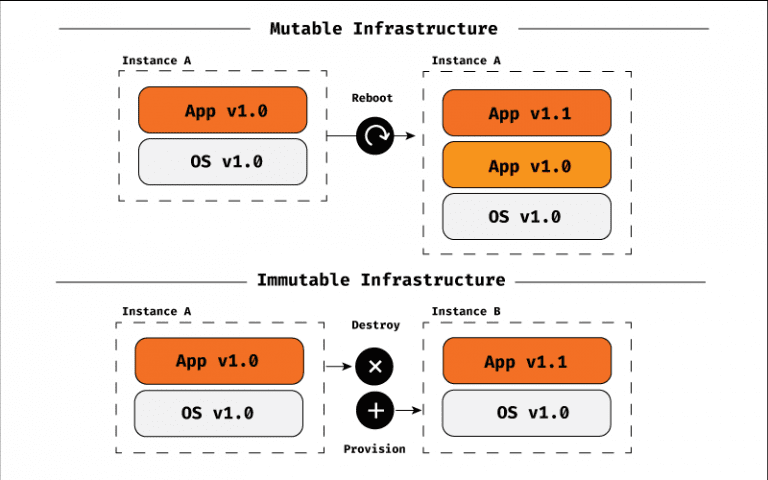 Mutable Infrastructure
Instance A
App v1.0
OS v1.0
Reboot
Instance A
App v1.1
App v1.0
OS v1.0
Immutable Infrastructure
Instance A
App v1.0
OS v1.0
Destroy
Provision
Instance B
App v1.1
OS v1.0